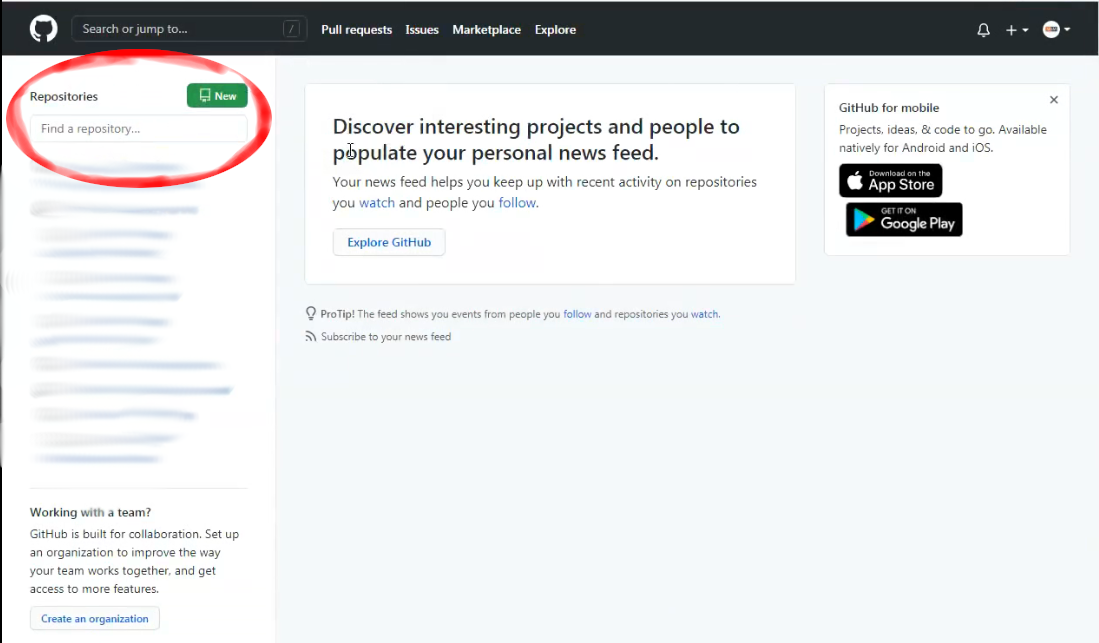 Search or jump to...
/
Pull requests
Issues
Marketplace
Explore
Repositories
New
Find a repository...
Working with a team?
GitHub is built for collaboration. Set up
an organization to improve the way
your team works together, and get
access to more features.
Create an organization
Discover interesting projects and people to
populate your personal news feed.
Your news feed helps you keep up with recent activity on repositories
you watch and people you follow.
Explore GitHub
ProTip! The feed shows you events from people you follow and repositories you watch.
Subscribe to your news feed
GitHub for mobile
Projects, ideas, & code to go. Available
natively for Android and iOS.
Download on the
App Store
GET IT ON
Google Play